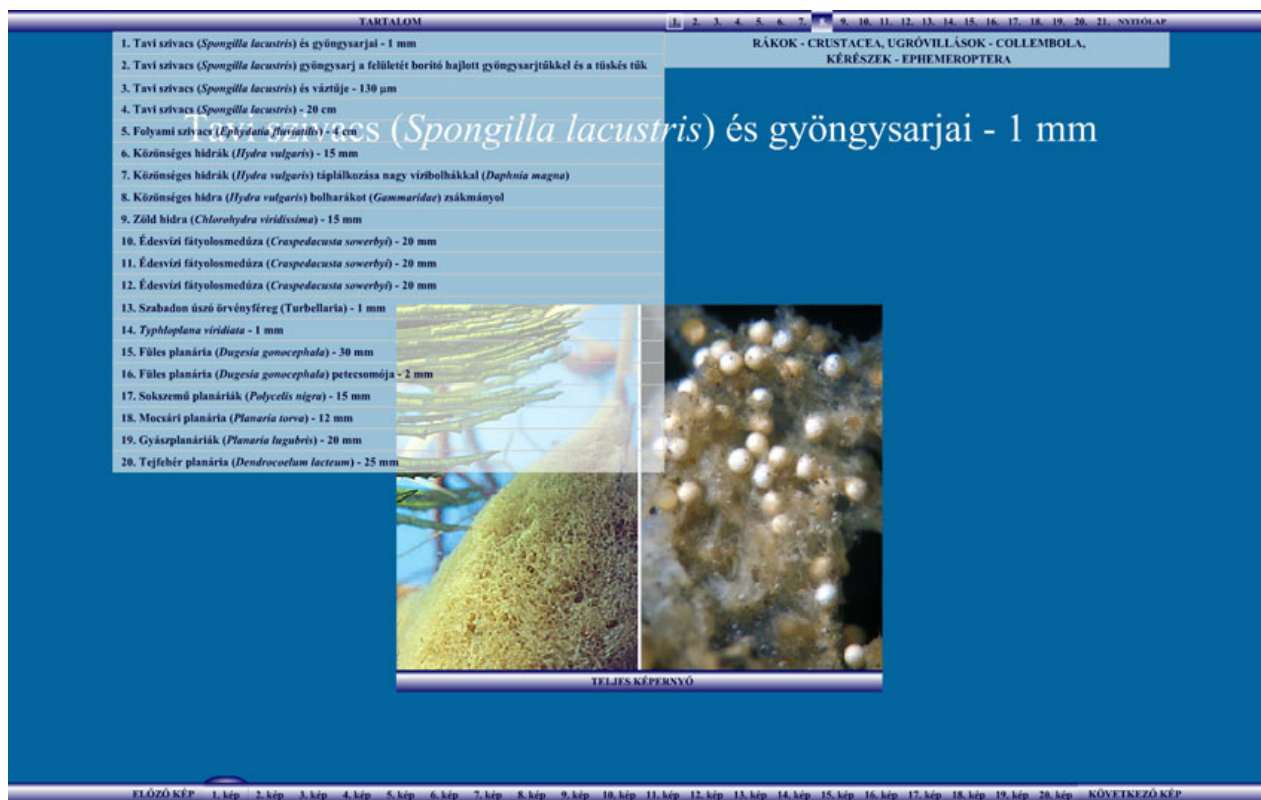 TARTALOM
1. 2. 3. 4. 5. 6. 7. 8. 9. 10. 11. 12. 13. 14. 15. 16. 17. 18. 19. 20. 21. NYITÓLAP
RÁKOK - CRUSTACEA, UGRÓVILLÁSOK - COLLEMBOLA,
KÉRÉSZEK - EPHEMEROPTERA
1. Tavi szivacs (Spongilla lacustris) és gyöngysarjai - 1 mm
2. Tavi szivacs (Spongilla lacustris) gyöngysarj a felületét borító hajlott gyöngysarjtűkkel és a tüskés tűk
3. Tavi szivacs (Spongilla lacustris) és váztűje - 130 µm
4. Tavi szivacs (Spongilla lacustris) - 20 cm
5. Folyami szivacs (Ephydatia fluviatilis) - 4 cm
6. Közönséges hidrák (Hydra vulgaris) - 15 mm
7. Közönséges hidrák (Hydra vulgaris) táplálkozása nagy vízibolhákkal (Daphnia magna)
8. Közönséges hidra (Hydra vulgaris) bolharákot (Gammaridae) zsákmányol
9. Zöld hidra (Chlorohydra viridissima) - 15 mm
10. Édesvízi fátyolosmedúza (Craspedacusta sowerbyi) - 20 mm
11. Édesvízi fátyolosmedúza (Craspedacusta sowerbyi) - 20 mm
12. Édesvízi fátyolosmedúza (Craspedacusta sowerbyi) - 20 mm
13. Szabadon úszó örvényféreg (Turbellaria) - 1 mm
14. Typhloplana viridiata - 1 mm
15. Füles planária (Dugesia gonocephala) - 30 mm
16. Füles planária (Dugesia gonocephala) petecsomója - 2 mm
17. Sokszemű planáriák (Polycelis nigra) - 15 mm
18. Mocsári planária (Planaria torva) - 12 mm
19. Gyászplanáriák (Planaria lugubris) - 20 mm
20. Tejfehér planária (Dendrocoelum lacteum) - 25 mm
Tavi szivacs (Spongilla lacustris) és gyöngysarjai - 1 mm
TELJES KÉPERNYŐ
ELŐZŐ KÉP 1. kép 2. kép 3. kép 4. kép 5. kép 6. kép 7. kép 8. kép 9. kép 10. kép 11. kép 12. kép 13. kép 14. kép 15. kép 16. kép 17. kép 18. kép 19. kép 20. kép KÖVETKEZŐ KÉP